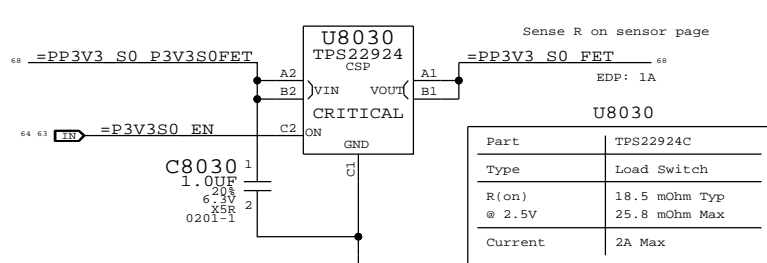 Sense R on sensor page
U8030
TPS22924
CSP
68 =PP3V3_S0_P3V3S0FET
=PP3V3_S0_FET 68
EDP: 1A
A2 A1
B2 VIN VOUT B1
CRITICAL
64 63 IN =P3V3S0_EN C2 ON
GND
C1
C8030 1
1.0UF
20%
6.3V
X5R 2
0201-1
U8030
Part TPS22924C
Type Load Switch
R(on) 18.5 mOhm Typ
@ 2.5V 25.8 mOhm Max
Current 2A Max